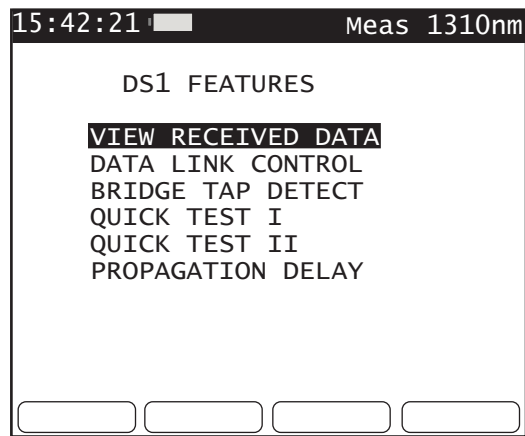 15:42:21 Meas 1310nm
DS1 FEATURES
VIEW RECEIVED DATA
DATA LINK CONTROL
BRIDGE TAP DETECT
QUICK TEST I
QUICK TEST II
PROPAGATION DELAY